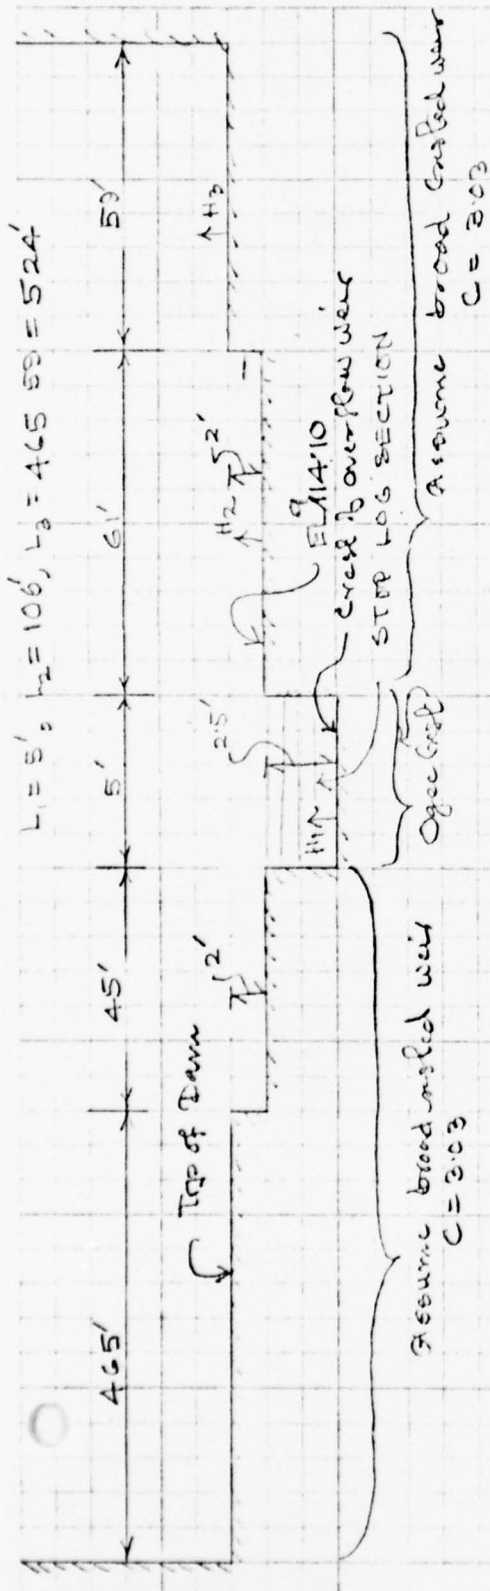 L₁ = 5', L₂ = 106', L₃ = 465 59 = 524'
465'
45'
5'
61'
59'
Top of Dam
2'
2.5'
H₁
H₂
2'
H₃
EL 114.10
9
Crest of overflow weir
STOP LOG SECTION
Assume broad crested weir
C = 3.03
Ogee Crest
Assume broad crested weir
C = 3.03